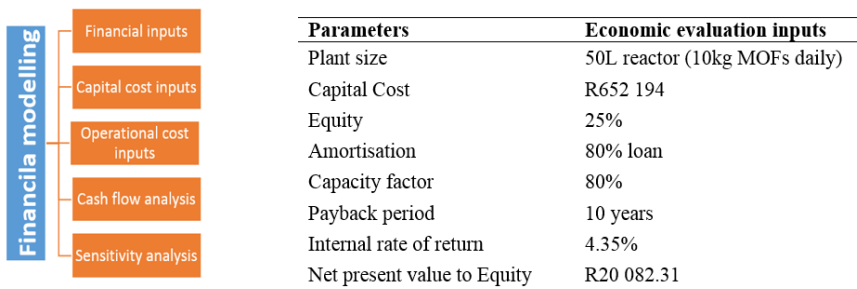 Financila modelling
Financial inputs
Capital cost inputs
Operational cost
inputs
Cash flow analysis
Sensitivity analysis
Parameters Economic evaluation inputs
Plant size 50L reactor (10kg MOFs daily)
Capital Cost R652 194
Equity 25%
Amortisation 80% loan
Capacity factor 80%
Payback period 10 years
Internal rate of return 4.35%
Net present value to Equity R20 082.31